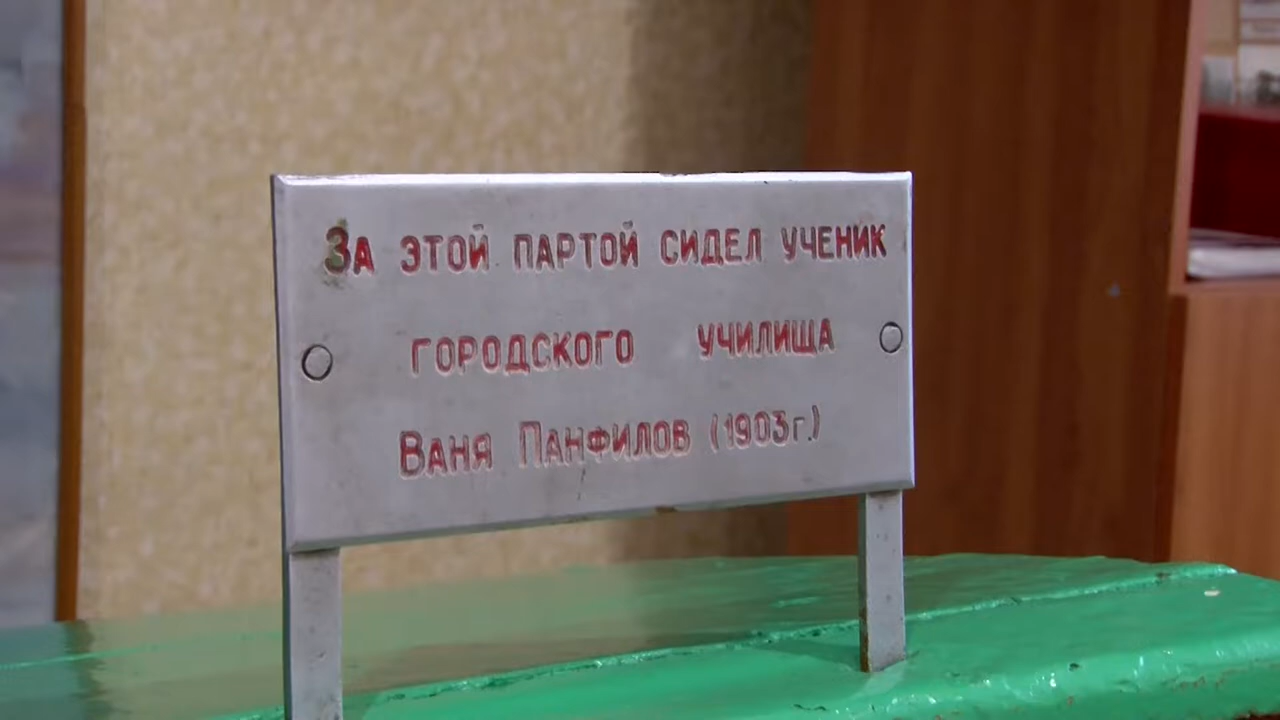 За этой партой сидел ученик
городского училища
Ваня Панфилов (1903г.)